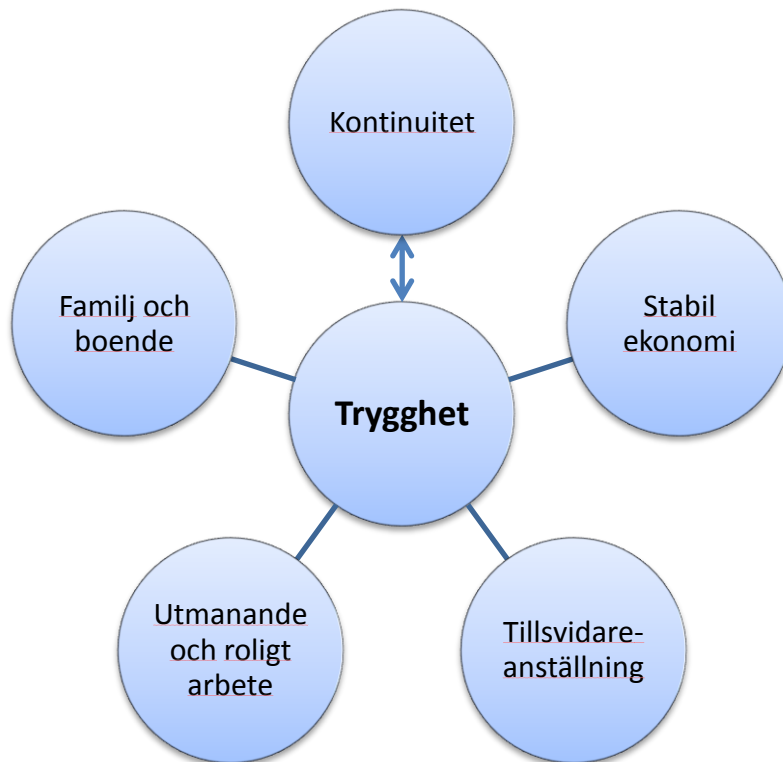 Kontinuitet
Familj och
boende
Stabil
ekonomi
Trygghet
Utmanande
och roligt
arbete
Tillsvidare-
anställning